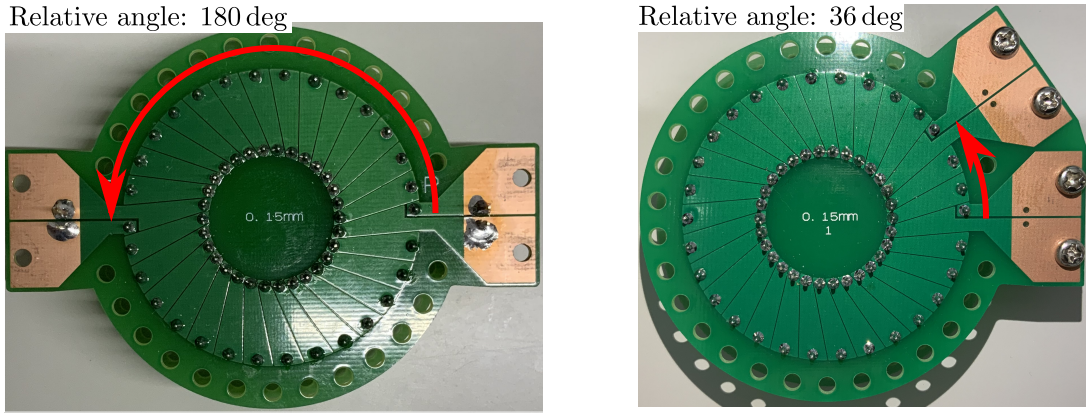 Relative angle: 180 deg
Relative angle: 36 deg
P
0. 15mm
0. 15mm
1